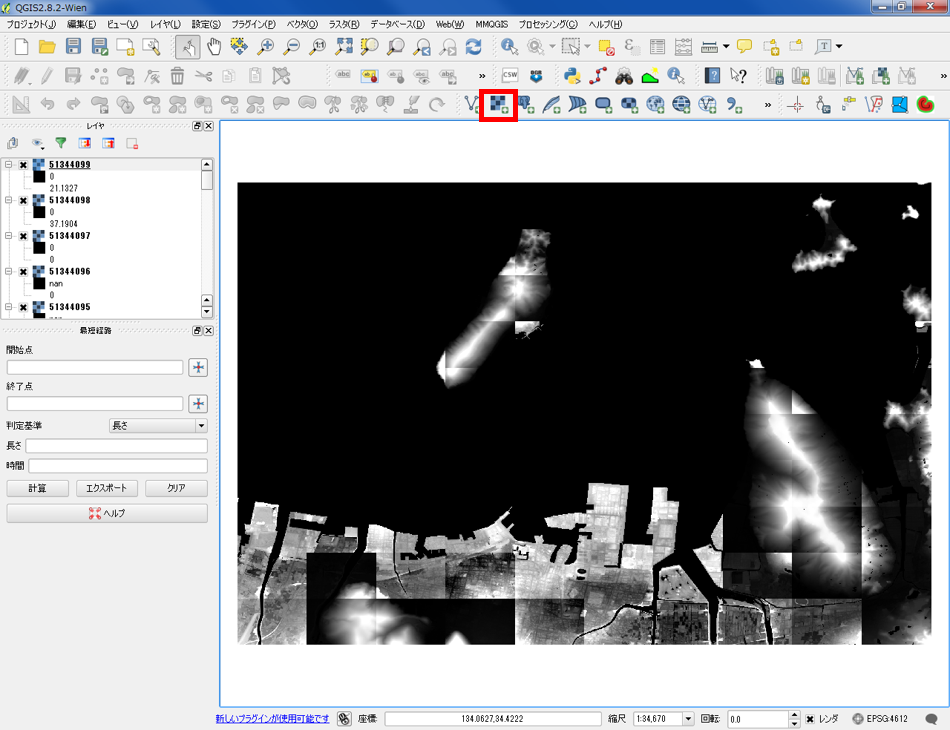 QGIS2.8.2-Wien
プロジェクト(J) 編集(E) ビュー(V) レイヤ(L) 設定(S) プラグイン(P) ベクタ(O) ラスタ(R) データベース(D) Web(W) MMQGIS プロセッシング(C) ヘルプ(H)
abc abc abc abc abc » CSW »
»
レイヤ
51344099
0
21.1327
51344098
0
37.1904
51344097
0
0
51344096
nan
0
51344095
最短経路
開始点
終了点
判定基準 長さ
長さ
時間
計算 エクスポート クリア
ヘルプ
新しいプラグインが使用可能です 座標: 134.0627,34.4222 縮尺 1:34,670 回転: 0.0 レンダ EPSG:4612